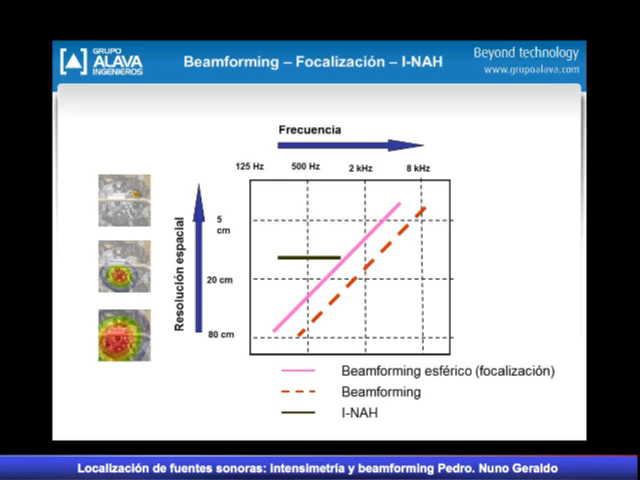 GRUPO
ALAVA
INGENIEROS
Beamforming – Focalización – I-NAH
Beyond technology
www.grupoalava.com
Frecuencia
125 Hz
500 Hz
2 kHz
8 kHz
Resolución espacial
5
cm
20 cm
80 cm
Beamforming esférico (focalización)
Beamforming
I-NAH
Localización de fuentes sonoras: intensimetría y beamforming Pedro. Nuno Geraldo